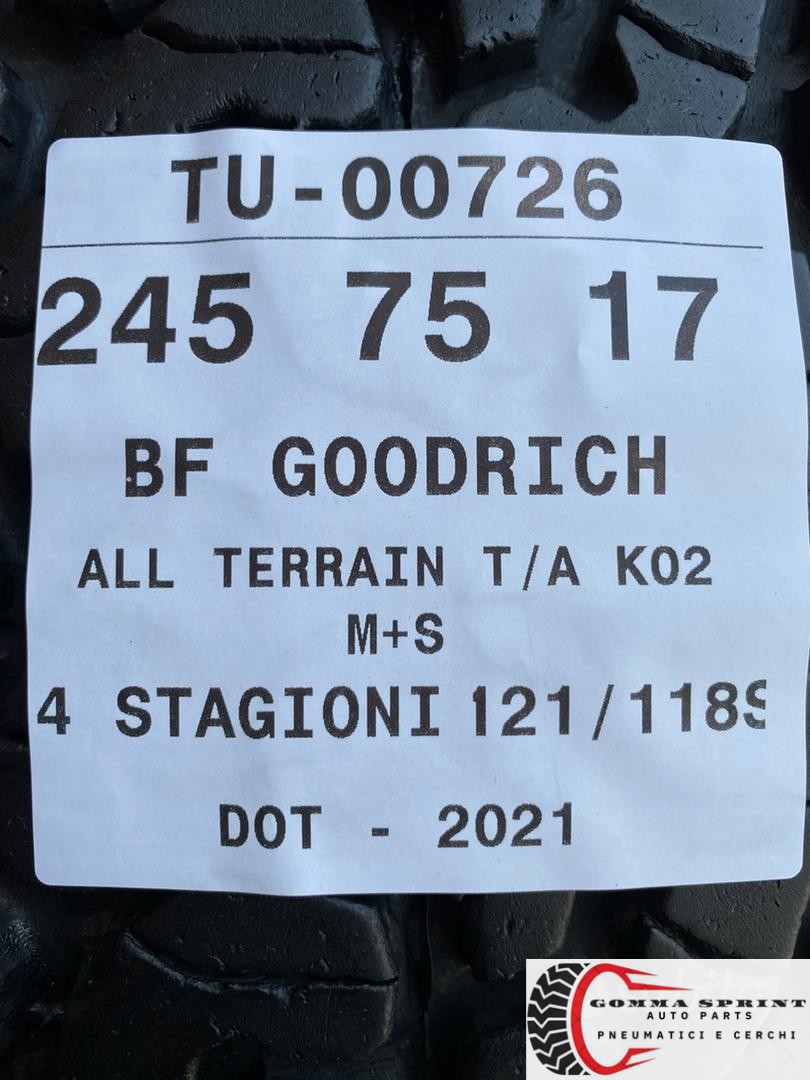 TU-00726
245 75 17
BF GOODRICH
ALL TERRAIN T/A KO2
M+S
4 STAGIONI 121/118S
DOT - 2021
GOMMA SPRINT
AUTO PARTS
PNEUMATICI E CERCHI